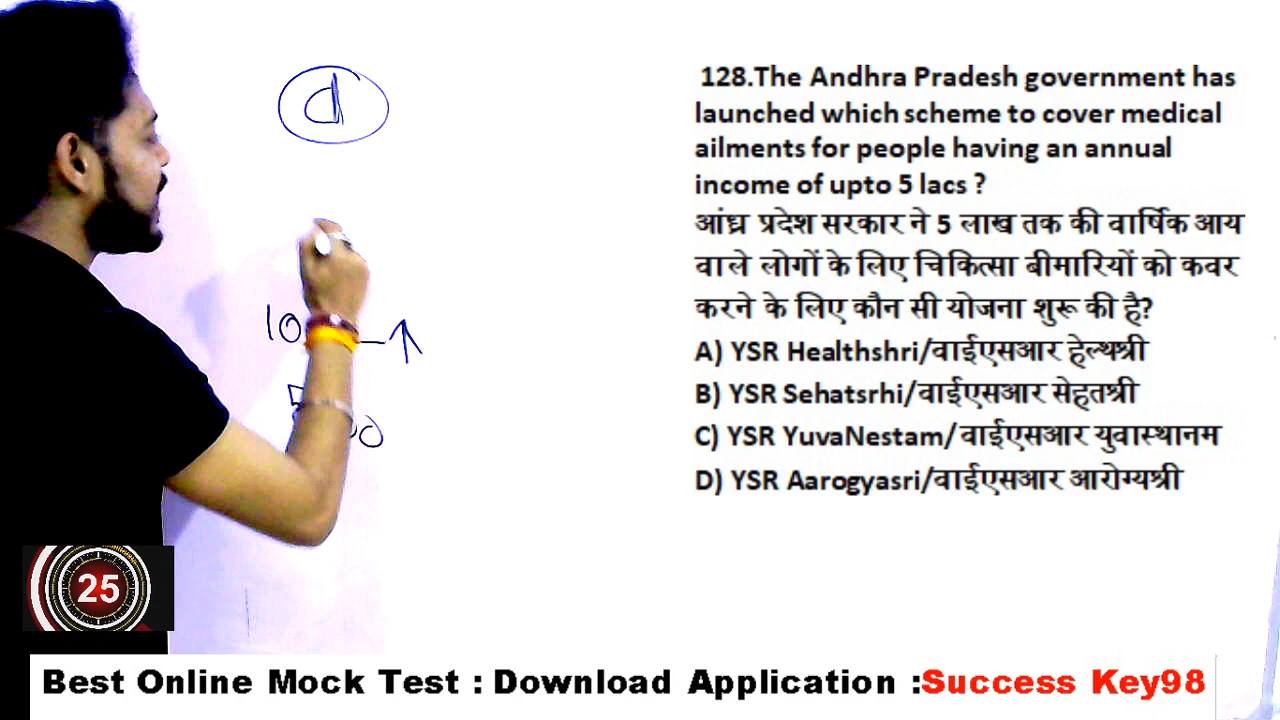 d
10
128.The Andhra Pradesh government has
launched which scheme to cover medical
ailments for people having an annual
income of upto 5 lacs ?
आंध्र प्रदेश सरकार ने 5 लाख तक की वार्षिक आय
वाले लोगों के लिए चिकित्सा बीमारियों को कवर
करने के लिए कौन सी योजना शुरू की है?
A) YSR Healthshri/वाईएसआर हेल्थश्री
B) YSR Sehatsrhi/वाईएसआर सेहतश्री
C) YSR YuvaNestam/ वाईएसआर युवास्थानम
D) YSR Aarogyasri/वाईएसआर आरोग्यश्री
25
Best Online Mock Test : Download Application :Success Key98